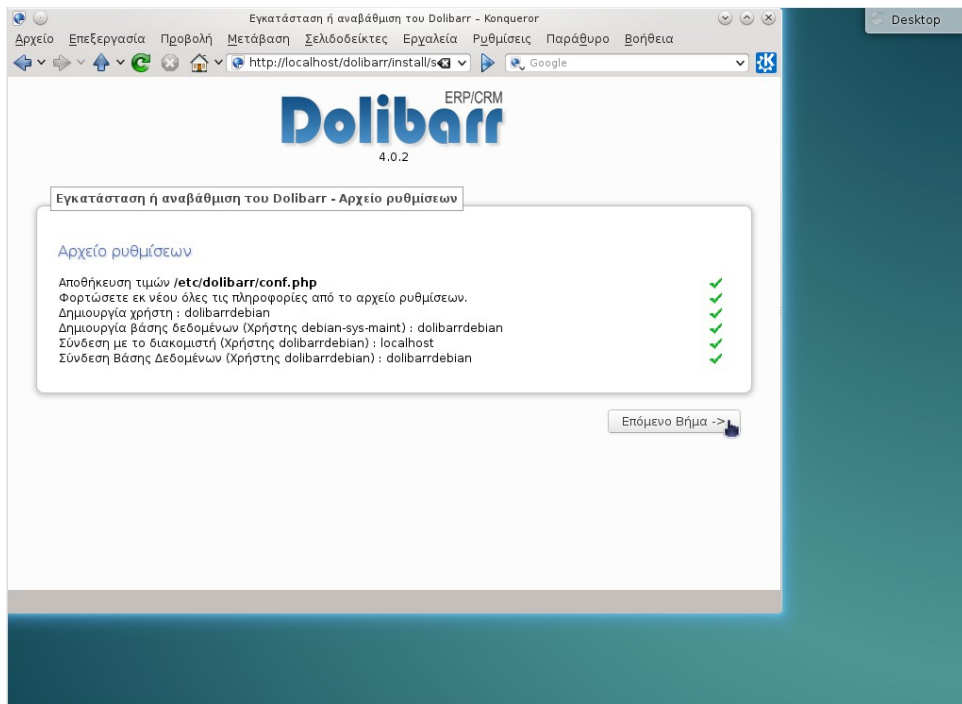 Εγκατάσταση ή αναβάθμιση του Dolibarr – Konqueror
Desktop
Αρχείο Επεξεργασία Προβολή Μετάβαση Σελιδοδείκτες Εργαλεία Ρυθμίσεις Παράθυρο Βοήθεια
http://localhost/dolibarr/install/s
Google
ERP/CRM
Dolibarr
4.0.2
Εγκατάσταση ή αναβάθμιση του Dolibarr - Αρχείο ρυθμίσεων
Αρχείο ρυθμίσεων
Αποθήκευση τιμών /etc/dolibarr/conf.php
Φορτώσετε εκ νέου όλες τις πληροφορίες από το αρχείο ρυθμίσεων.
Δημιουργία χρήστη : dolibarrdebian
Δημιουργία βάσης δεδομένων (Χρήστης debian-sys-maint) : dolibarrdebian
Σύνδεση με το διακομιστή (Χρήστης dolibarrdebian) : localhost
Σύνδεση Βάσης Δεδομένων (Χρήστης dolibarrdebian) : dolibarrdebian
Επόμενο Βήμα ->